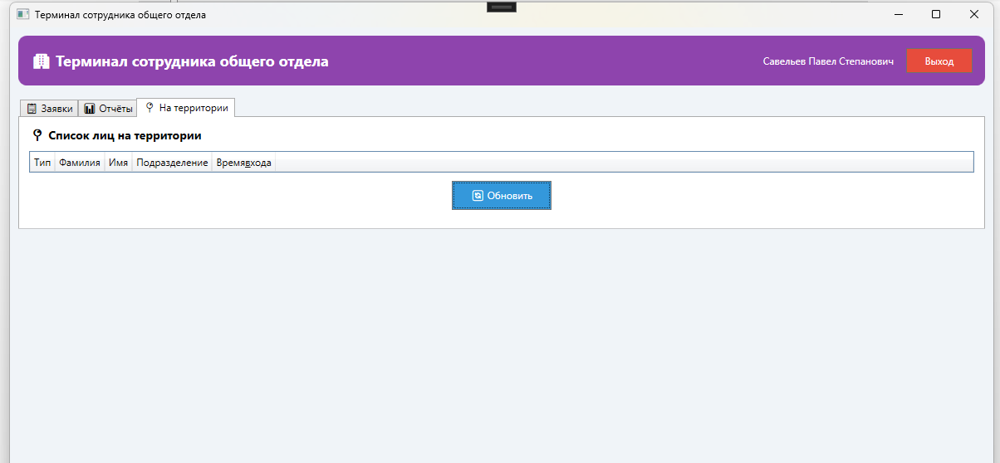 Терминал сотрудника общего отдела
Терминал сотрудника общего отдела
Савельев Павел Степанович
Выход
Заявки
Отчёты
На территории
Список лиц на территории
Тип Фамилия Имя Подразделение Времявхода
Обновить